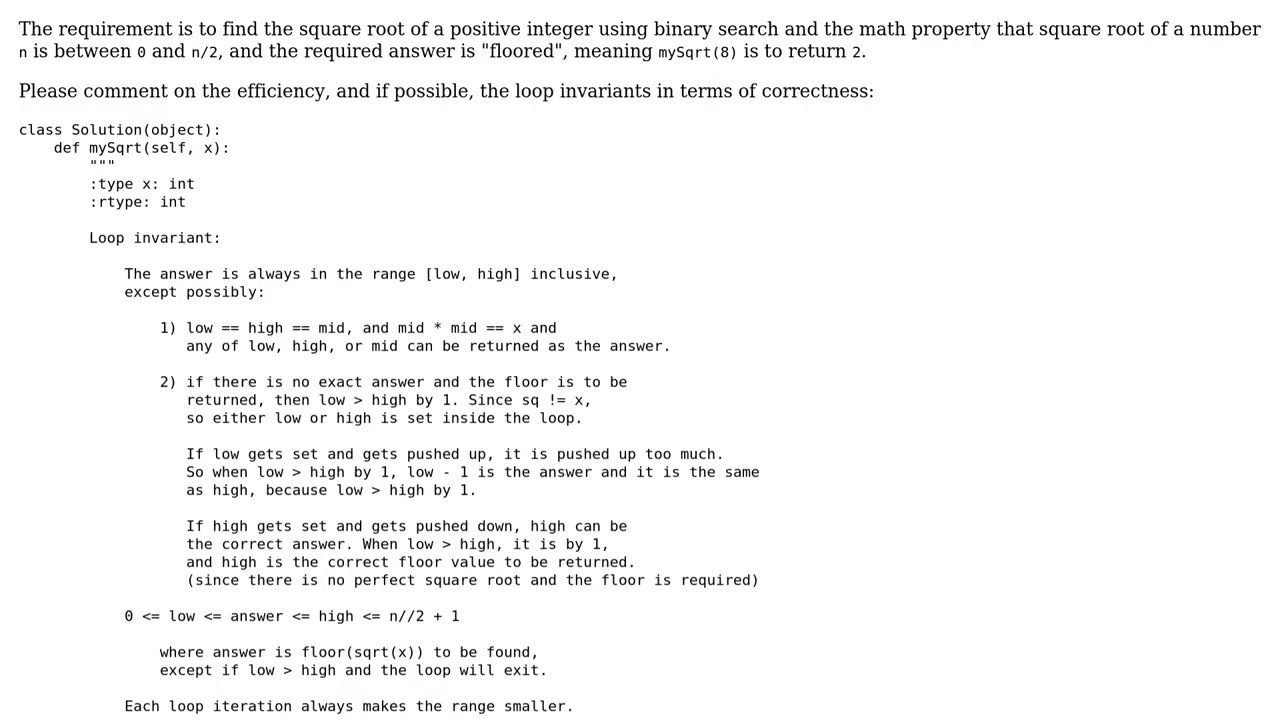 The requirement is to find the square root of a positive integer using binary search and the math property that square root of a number
n is between 0 and n/2, and the required answer is "floored", meaning mySqrt(8) is to return 2.
Please comment on the efficiency, and if possible, the loop invariants in terms of correctness:
class Solution(object):
    def mySqrt(self, x):
        """
        :type x: int
        :rtype: int
        Loop invariant:
            The answer is always in the range [low, high] inclusive,
            except possibly:
                1) low == high == mid, and mid * mid == x and
                   any of low, high, or mid can be returned as the answer.
                2) if there is no exact answer and the floor is to be
                   returned, then low > high by 1. Since sq != x,
                   so either low or high is set inside the loop.
                   If low gets set and gets pushed up, it is pushed up too much.
                   So when low > high by 1, low - 1 is the answer and it is the same
                   as high, because low > high by 1.
                   If high gets set and gets pushed down, high can be
                   the correct answer. When low > high, it is by 1,
                   and high is the correct floor value to be returned.
                   (since there is no perfect square root and the floor is required)
            0 <= low <= answer <= high <= n//2 + 1
                where answer is floor(sqrt(x)) to be found,
                except if low > high and the loop will exit.
            Each loop iteration always makes the range smaller.